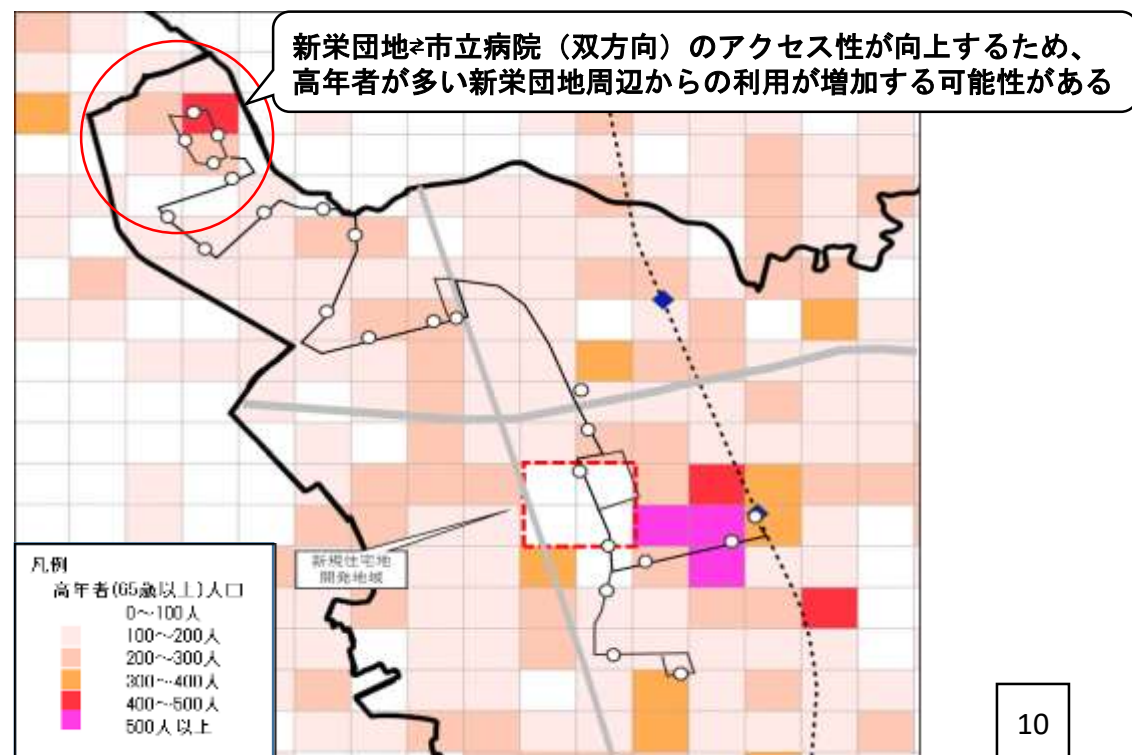 新栄団地⇄市立病院（双方向）のアクセス性が向上するため、
高年者が多い新栄団地周辺からの利用が増加する可能性がある
新規住宅地
開発地域
凡例
高年者(65歳以上)人口
0～100人
100～200人
200～300人
300～400人
400～500人
500人以上
10